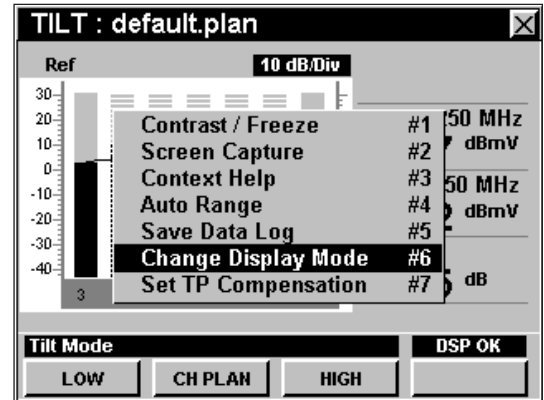 TILT : default.plan
Ref 10 dB/Div
30
20
10
0
-10
-20
-30
-40
3
Contrast / Freeze #1
Screen Capture #2
Context Help #3
Auto Range #4
Save Data Log #5
Change Display Mode #6
Set TP Compensation #7
50 MHz
dBmV
50 MHz
dBmV
dB
Tilt Mode DSP OK
LOW CH PLAN HIGH